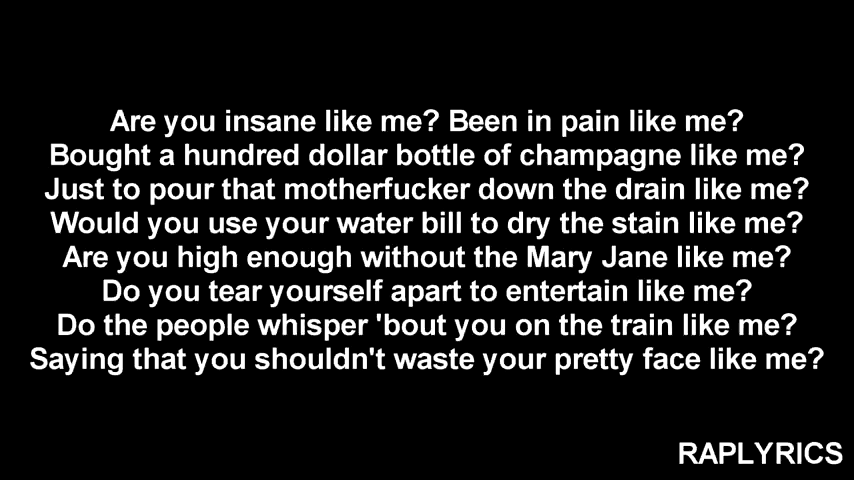 Are you insane like me? Been in pain like me?
Bought a hundred dollar bottle of champagne like me?
Just to pour that motherfucker down the drain like me?
Would you use your water bill to dry the stain like me?
Are you high enough without the Mary Jane like me?
Do you tear yourself apart to entertain like me?
Do the people whisper 'bout you on the train like me?
Saying that you shouldn't waste your pretty face like me?
RAPLYRICS